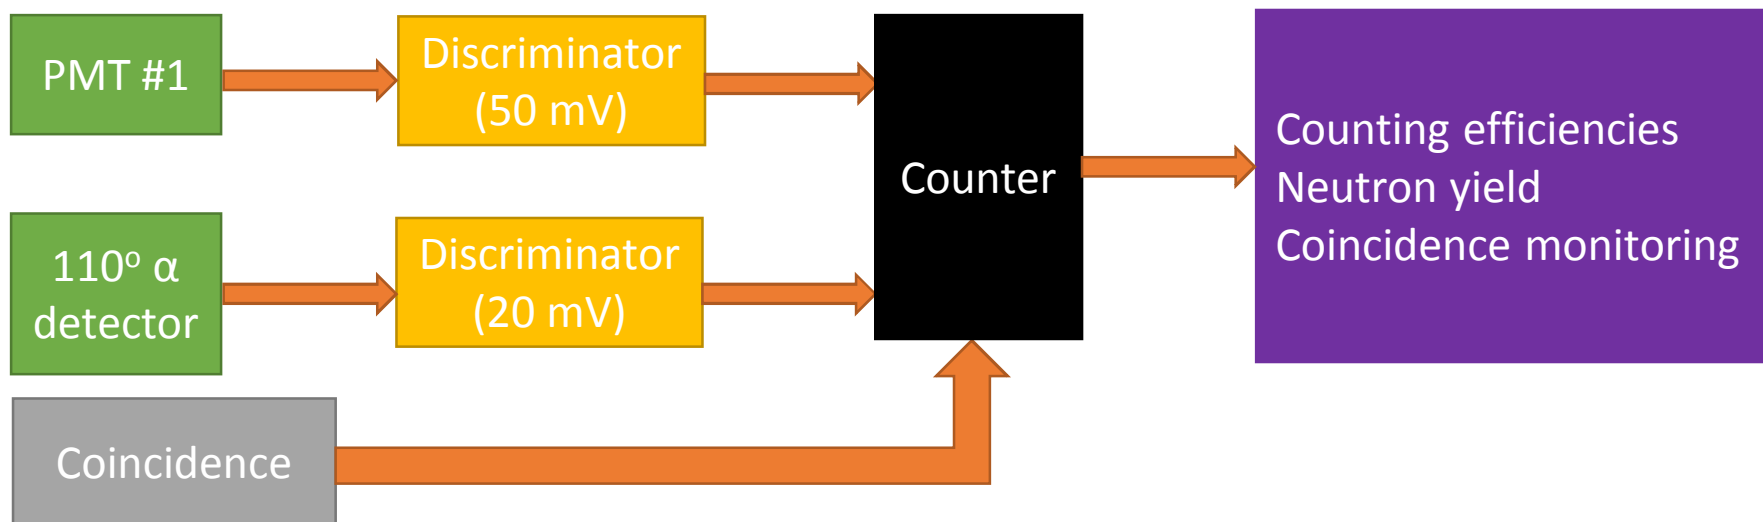 PMT #1
Discriminator
(50 mV)
Counter
Counting efficiencies
Neutron yield
Coincidence monitoring
110º α
detector
Discriminator
(20 mV)
Coincidence